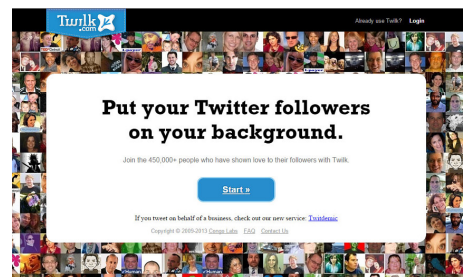 Twilk
.com
Already use Twilk? Login
Put your Twitter followers
on your background.
Join the 450,000+ people who have shown love to their followers with Twilk.
Start »
If you tweet on behalf of a business, check out our new service:
Copyright © 2009-2013 Congo Labs FAQ Contact Us